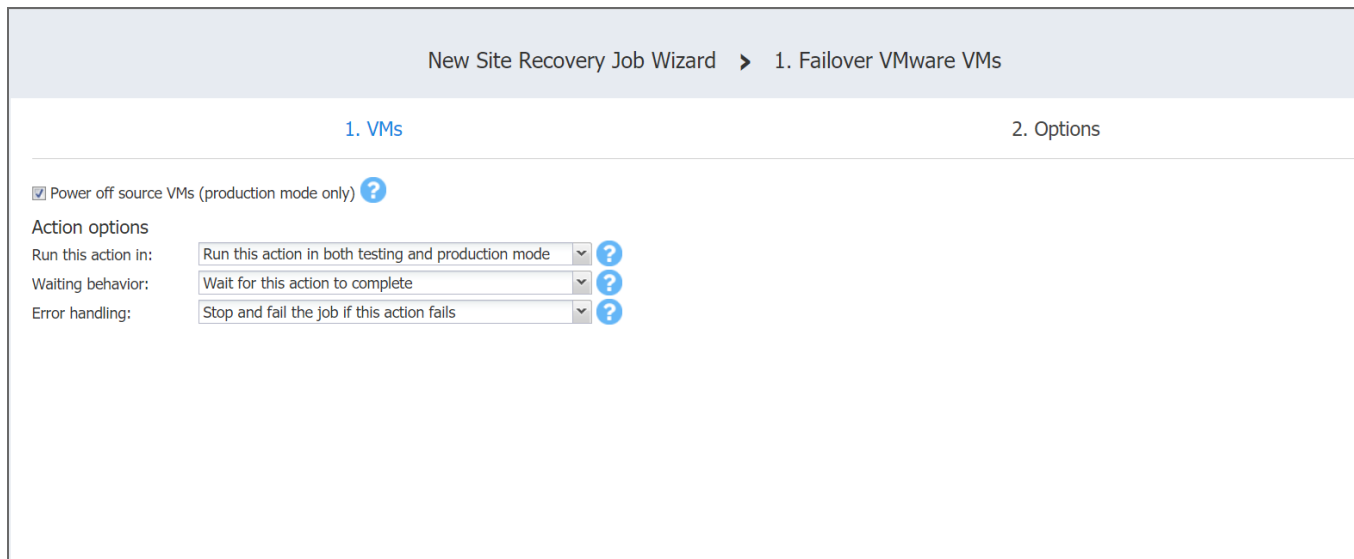 New Site Recovery Job Wizard > 1. Failover VMware VMs
1. VMs 2. Options
Power off source VMs (production mode only) ?
Action options
Run this action in: Run this action in both testing and production mode ?
Waiting behavior: Wait for this action to complete ?
Error handling: Stop and fail the job if this action fails ?